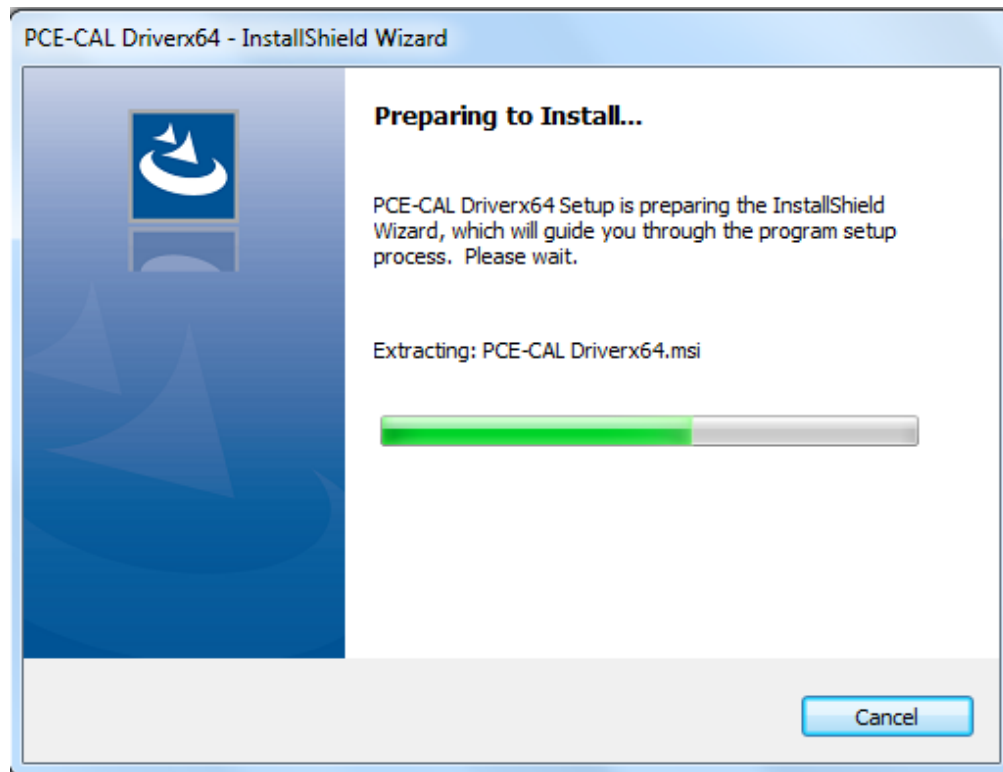 PCE-CAL Driverx64 - InstallShield Wizard
Preparing to Install...
PCE-CAL Driverx64 Setup is preparing the InstallShield
Wizard, which will guide you through the program setup
process.  Please wait.
Extracting: PCE-CAL Driverx64.msi
Cancel